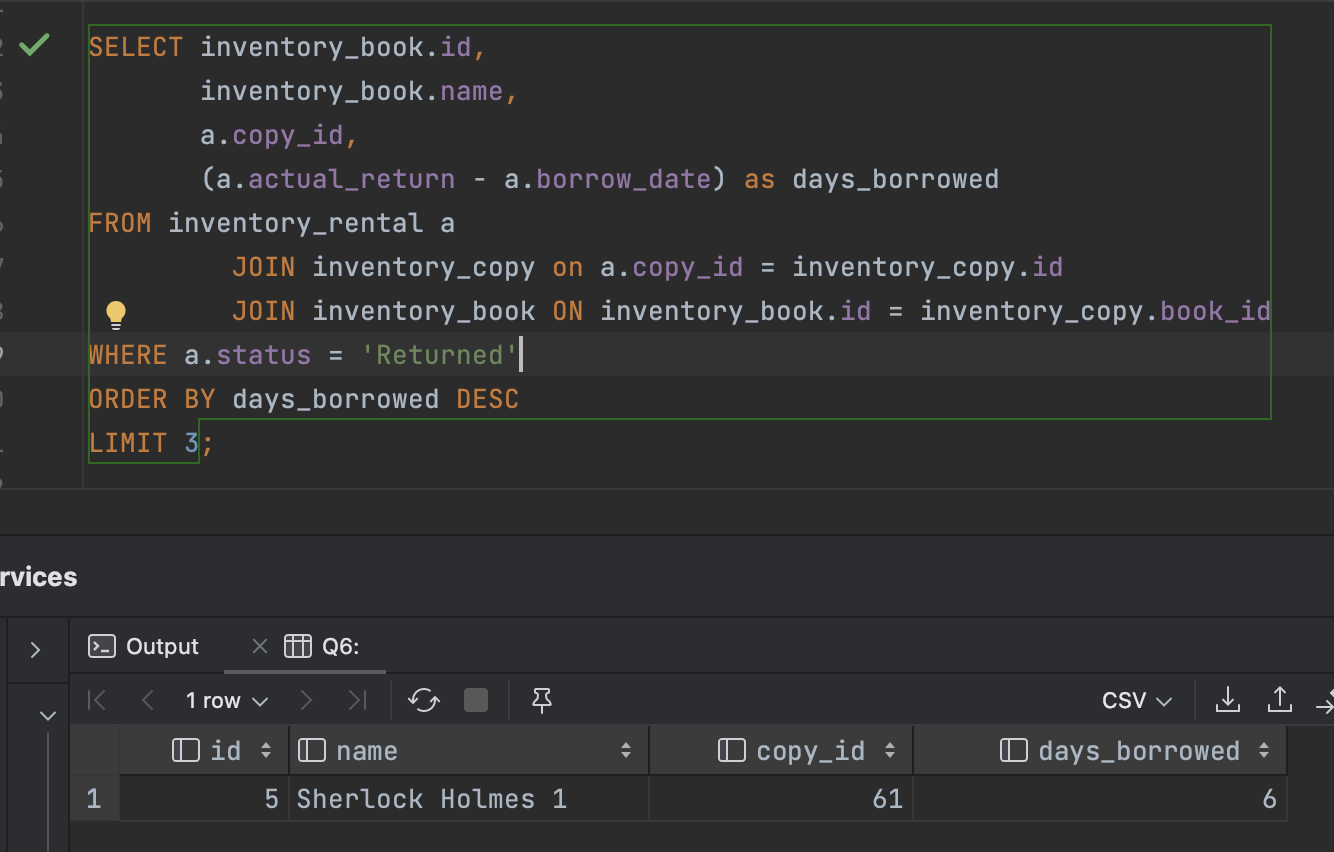 SELECT inventory_book.id,
inventory_book.name,
a.copy_id,
(a.actual_return - a.borrow_date) as days_borrowed
FROM inventory_rental a
JOIN inventory_copy on a.copy_id = inventory_copy.id
JOIN inventory_book ON inventory_book.id = inventory_copy.book_id
WHERE a.status = 'Returned'
ORDER BY days_borrowed DESC
LIMIT 3;
rvices
Output Q6:
1 row CSV
id name copy_id days_borrowed
1 5 Sherlock Holmes 1 61 6